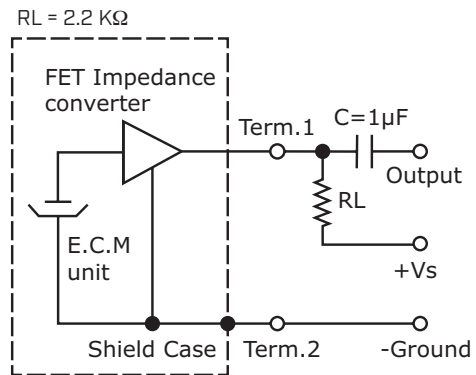 RL = 2.2 KΩ
FET Impedance
converter
Term.1
C=1µF
Output
RL
E.C.M
unit
+Vs
Shield Case
Term.2
-Ground